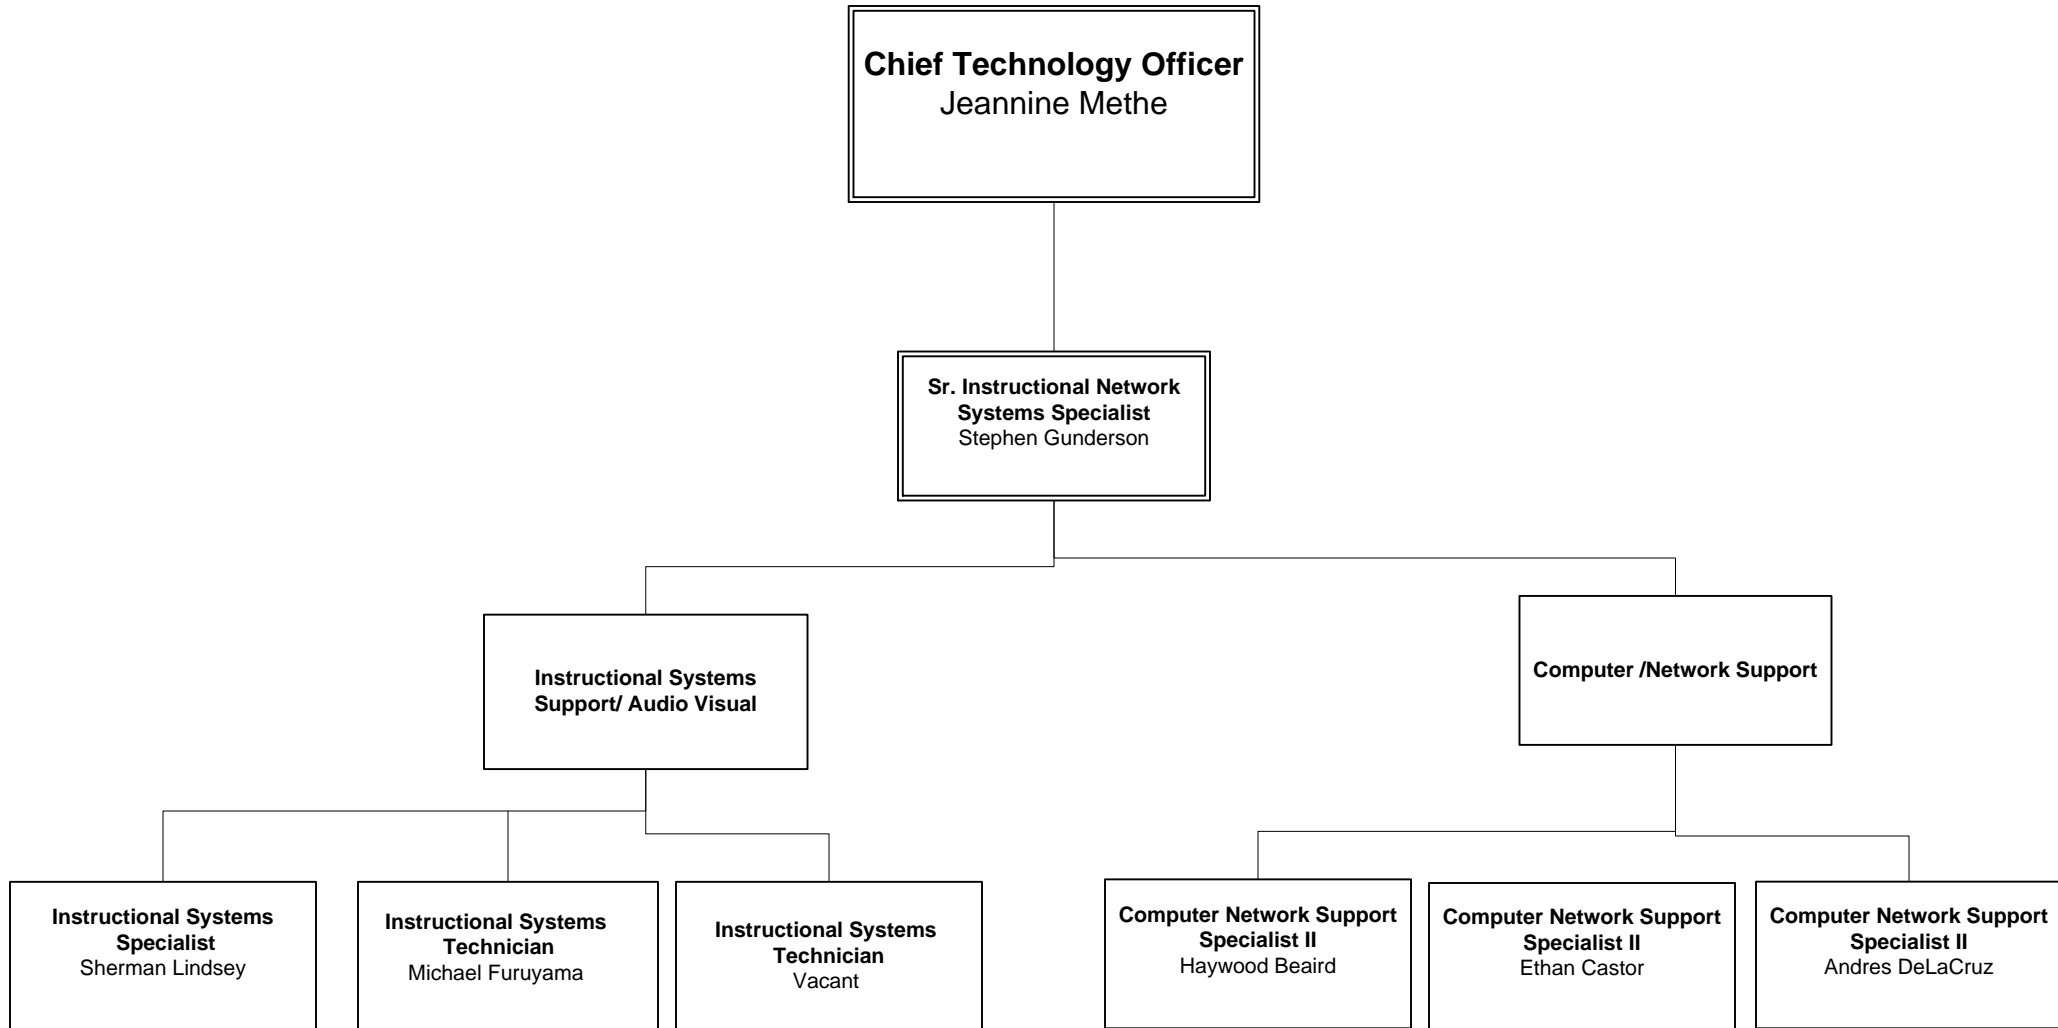 Chief Technology Officer
Jeannine Methe
Sr. Instructional Network
Systems Specialist
Stephen Gunderson
Instructional Systems
Support/ Audio Visual
Computer /Network Support
Instructional Systems
Specialist
Sherman Lindsey
Instructional Systems
Technician
Michael Furuyama
Instructional Systems
Technician
Vacant
Computer Network Support
Specialist II
Haywood Beaird
Computer Network Support
Specialist II
Ethan Castor
Computer Network Support
Specialist II
Andres DeLaCruz